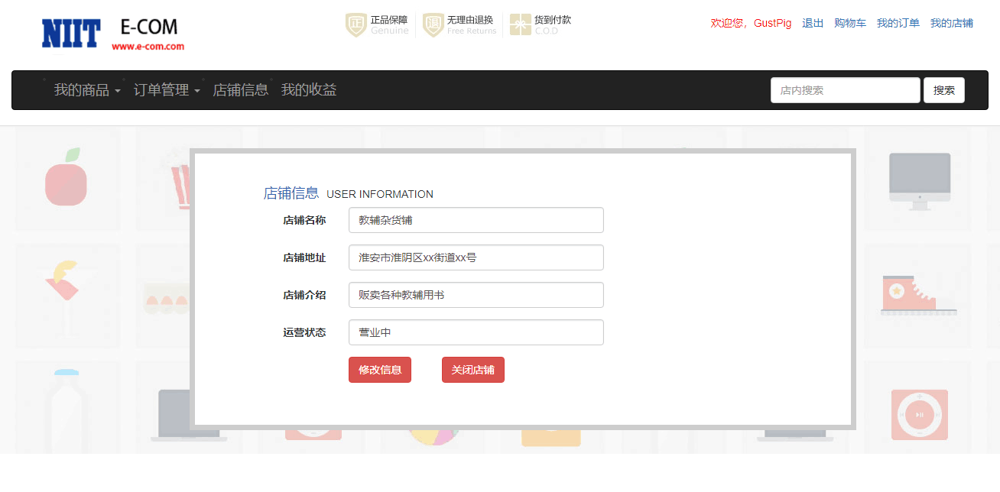 NIIT E-COM
www.e-com.com
正 正品保障 Genuine
退 无理由退换 Free Returns
货到付款 C.O.D
欢迎您，GustPig 退出 购物车 我的订单 我的店铺
我的商品 订单管理 店铺信息 我的收益 店内搜索 搜索
店铺信息 USER INFORMATION
店铺名称 教辅杂货铺
店铺地址 淮安市淮阴区xx街道xx号
店铺介绍 贩卖各种教辅用书
运营状态 营业中
修改信息 关闭店铺